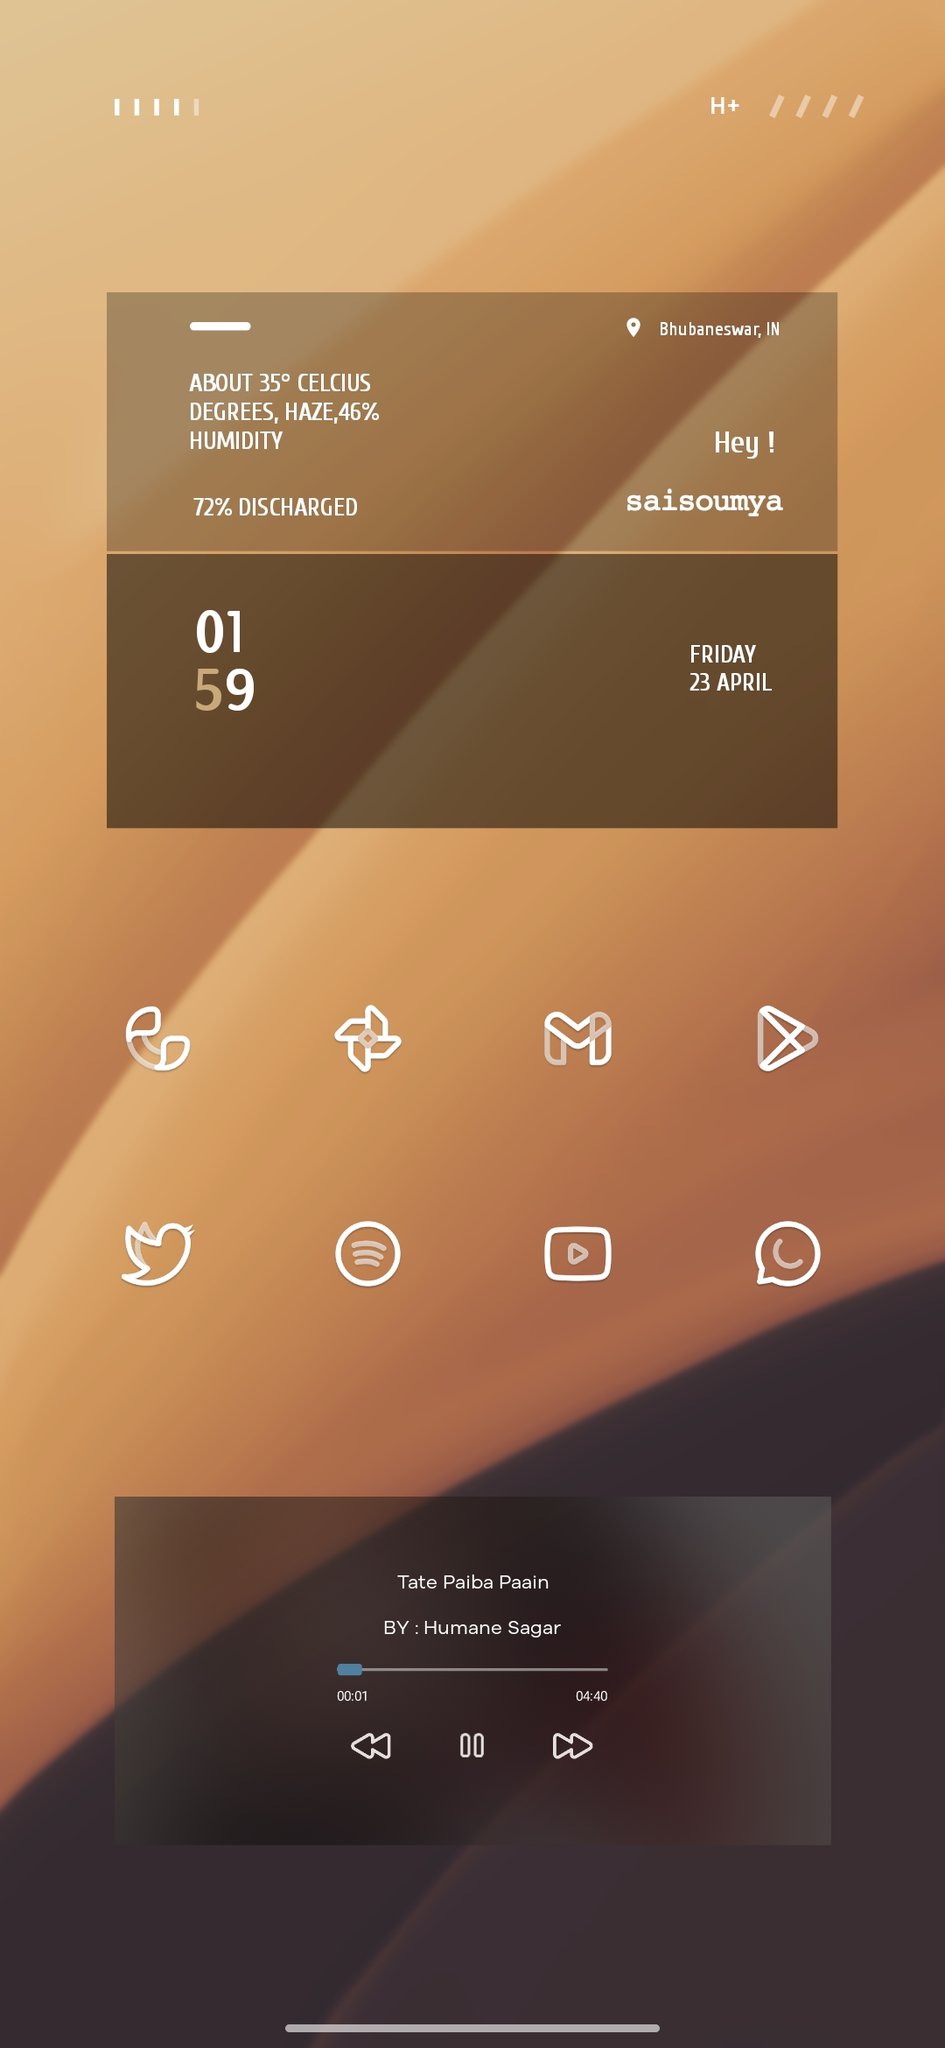 H+
Bhubaneswar, IN
ABOUT 35° CELCIUS
DEGREES, HAZE,46%
HUMIDITY
Hey !
saisoumya
72% DISCHARGED
01
59
FRIDAY
23 APRIL
Tate Paiba Paain
BY : Humane Sagar
00:01 04:40